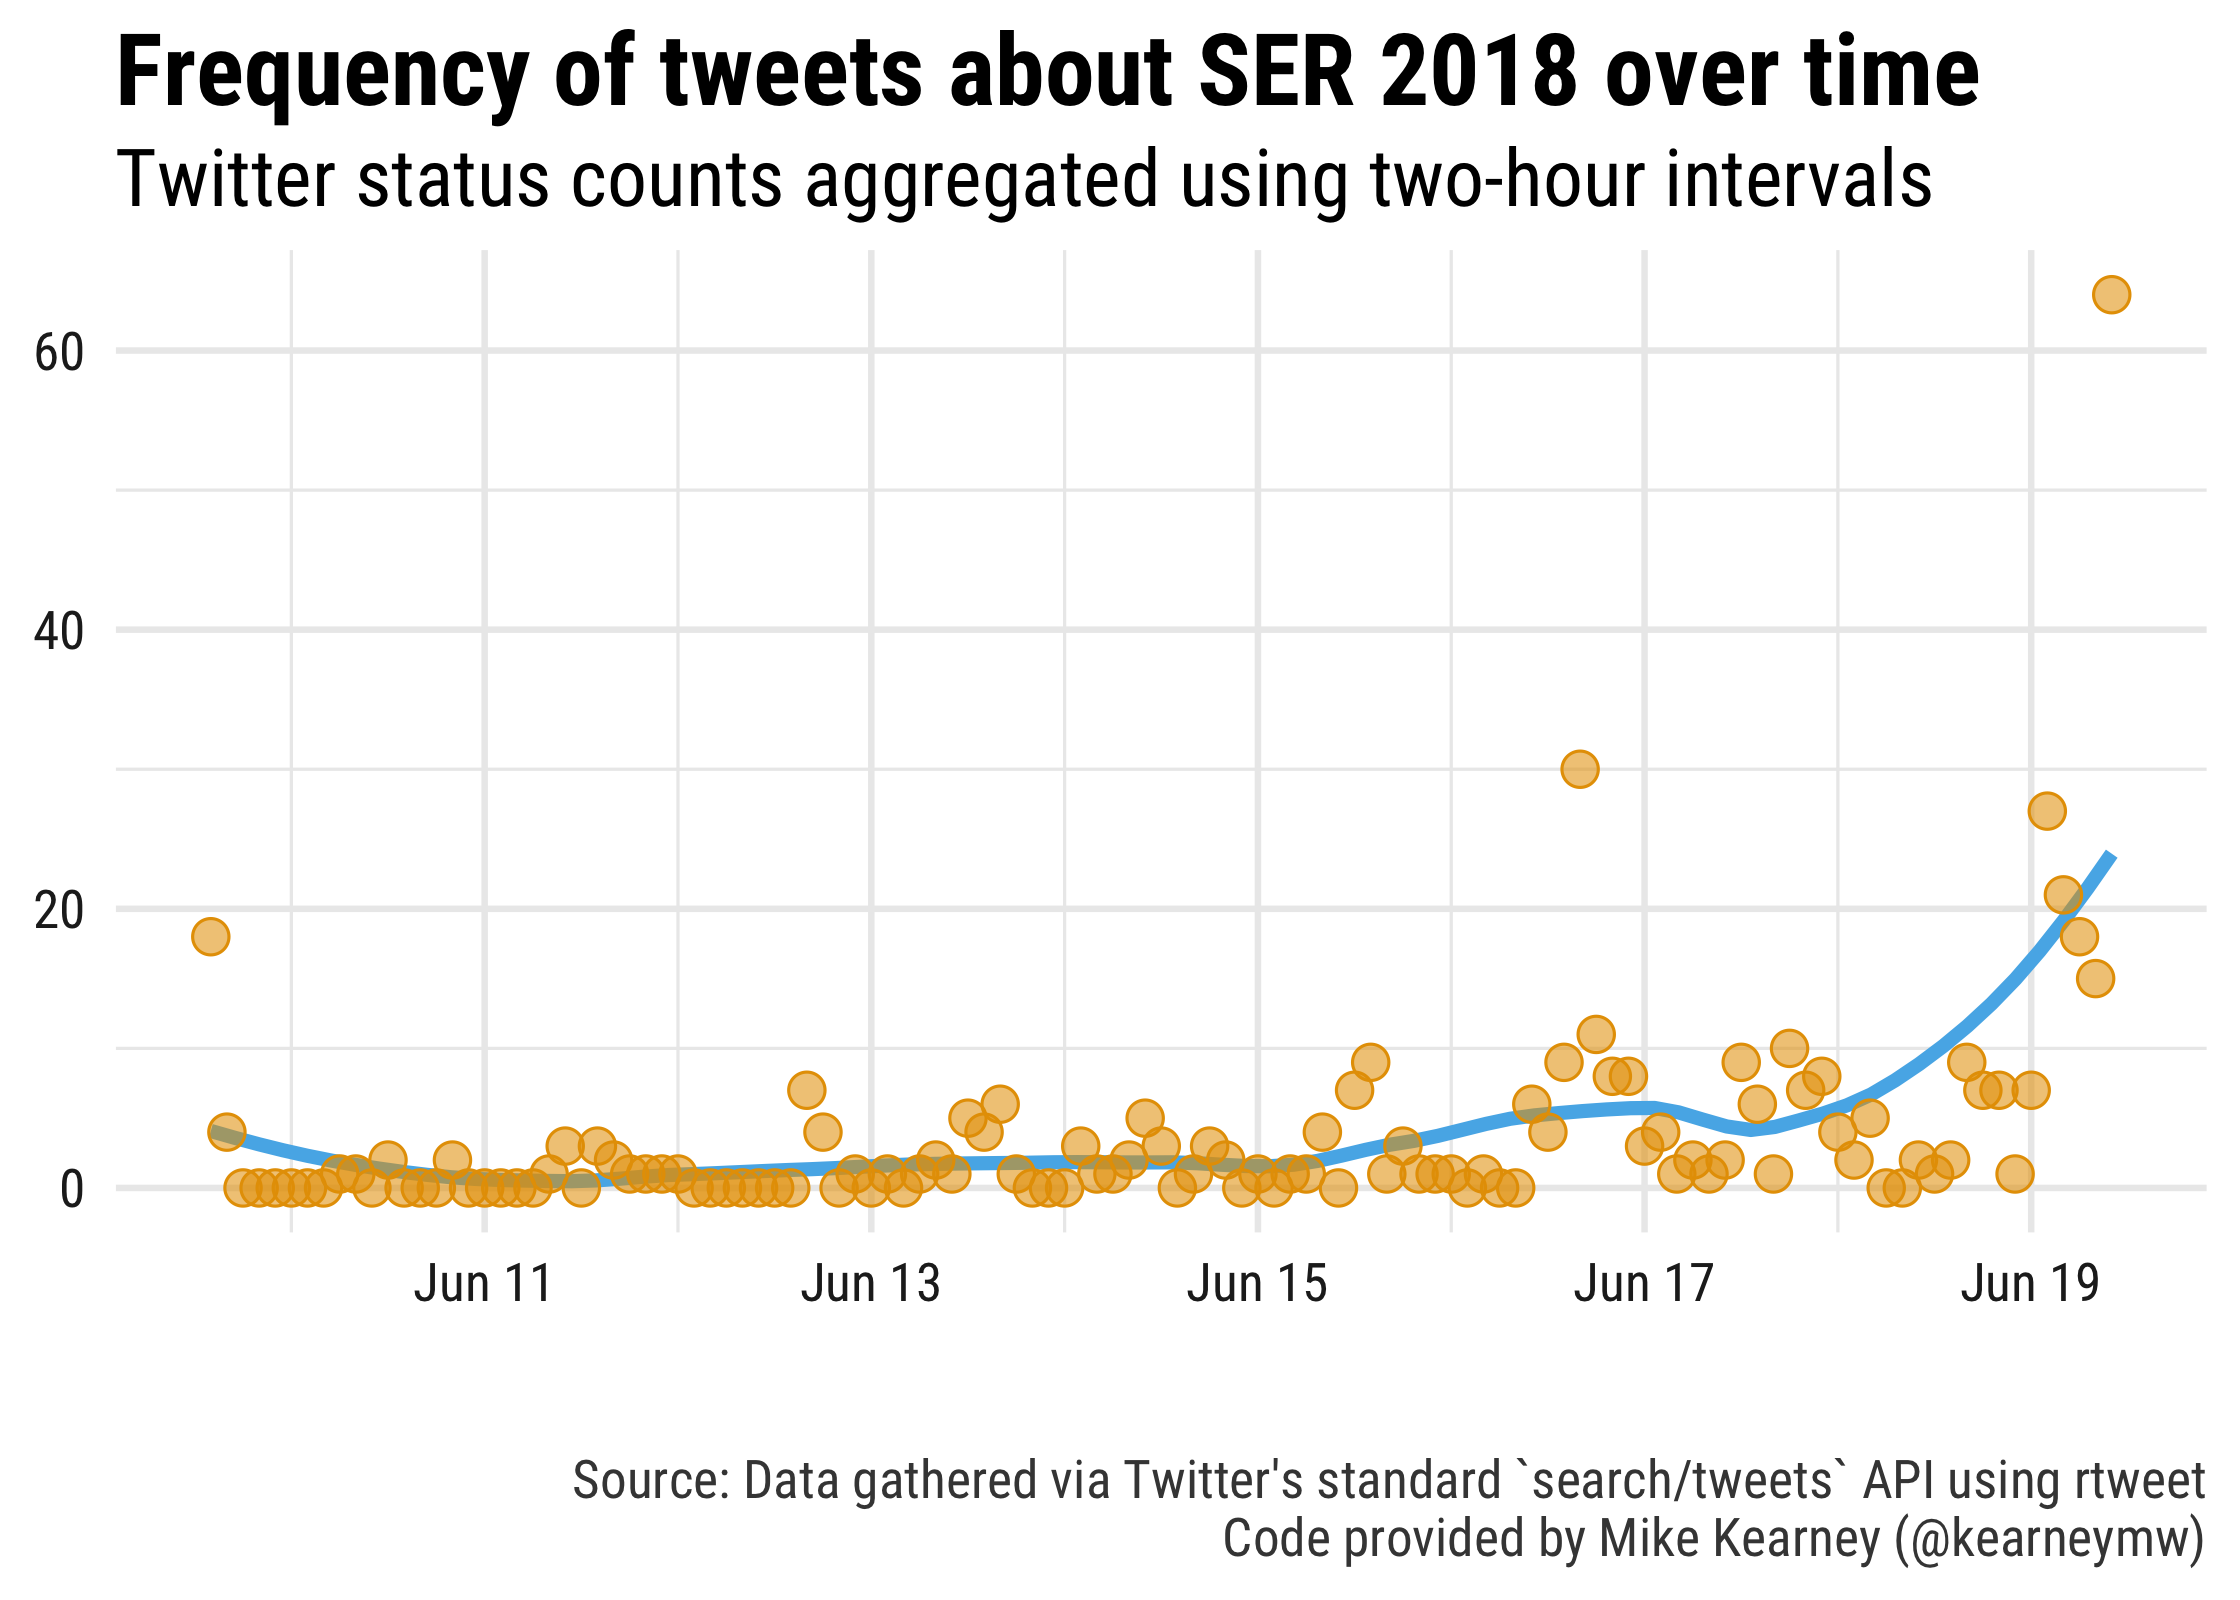 Frequency of tweets about SER 2018 over time
Twitter status counts aggregated using two-hour intervals
60
40
20
0
Jun 11 Jun 13 Jun 15 Jun 17 Jun 19
Source: Data gathered via Twitter's standard `search/tweets` API using rtweet
Code provided by Mike Kearney (@kearneymw)